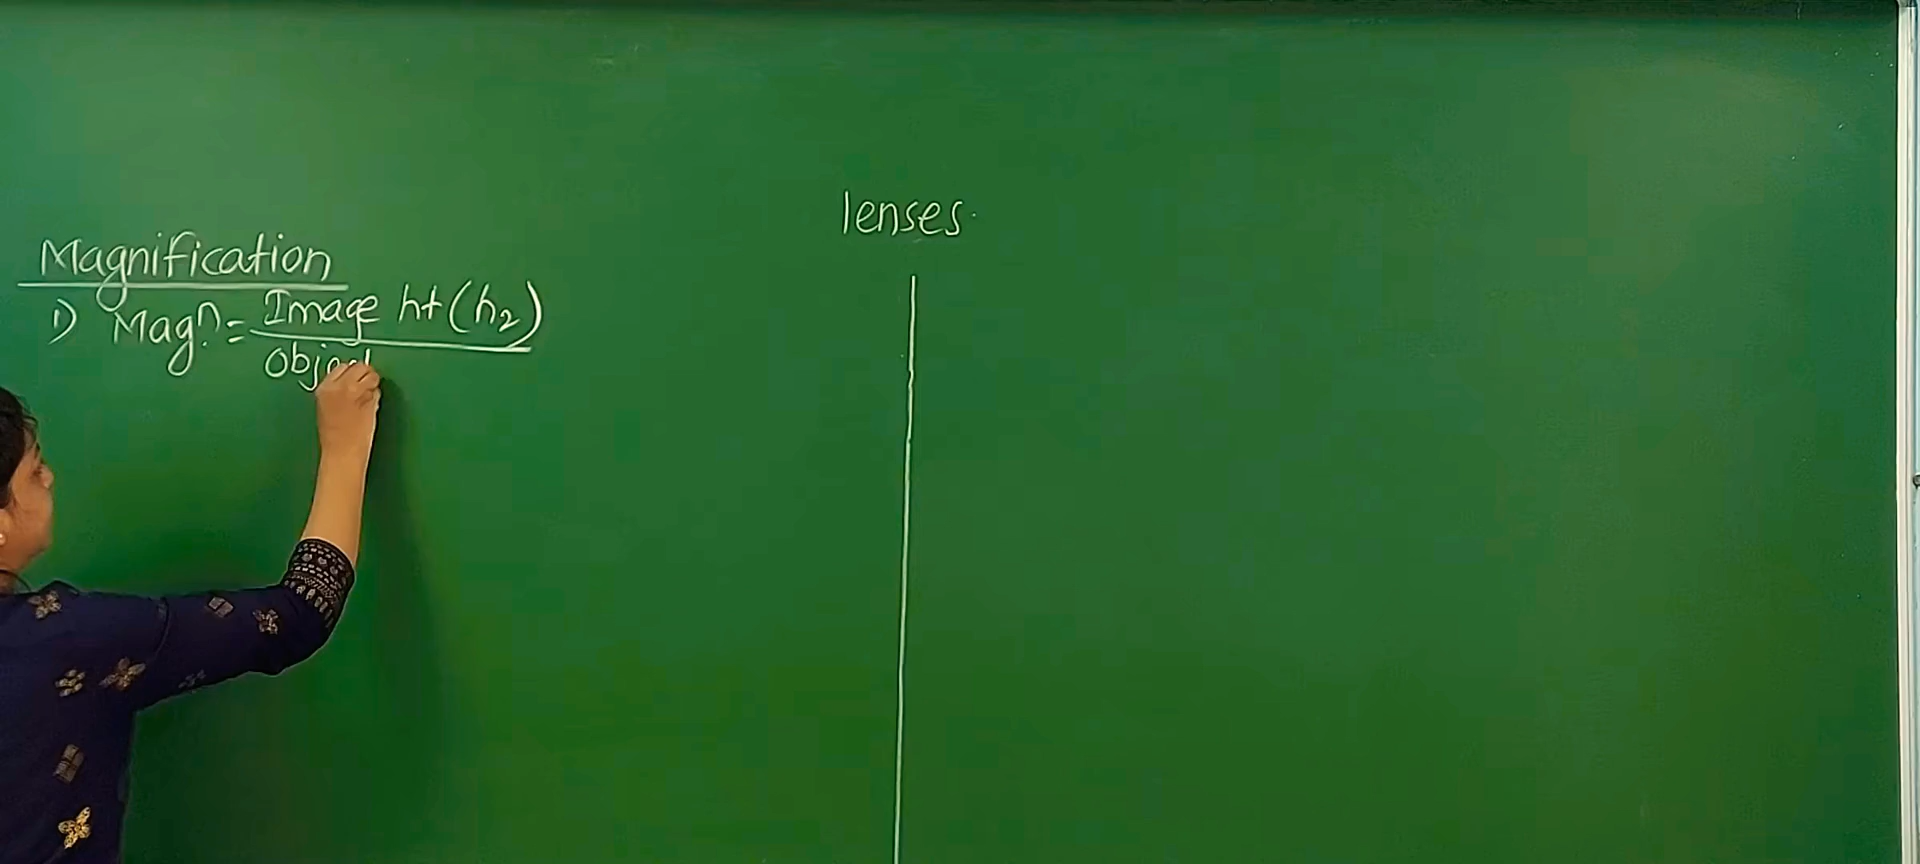 lenses.
Magnification
1) Magn. = Image ht (h2)